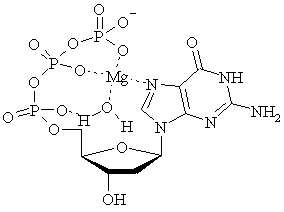 O O O⁻
P P
O O O O
Mg N NH
O P O H O H N N NH₂
O O
OH